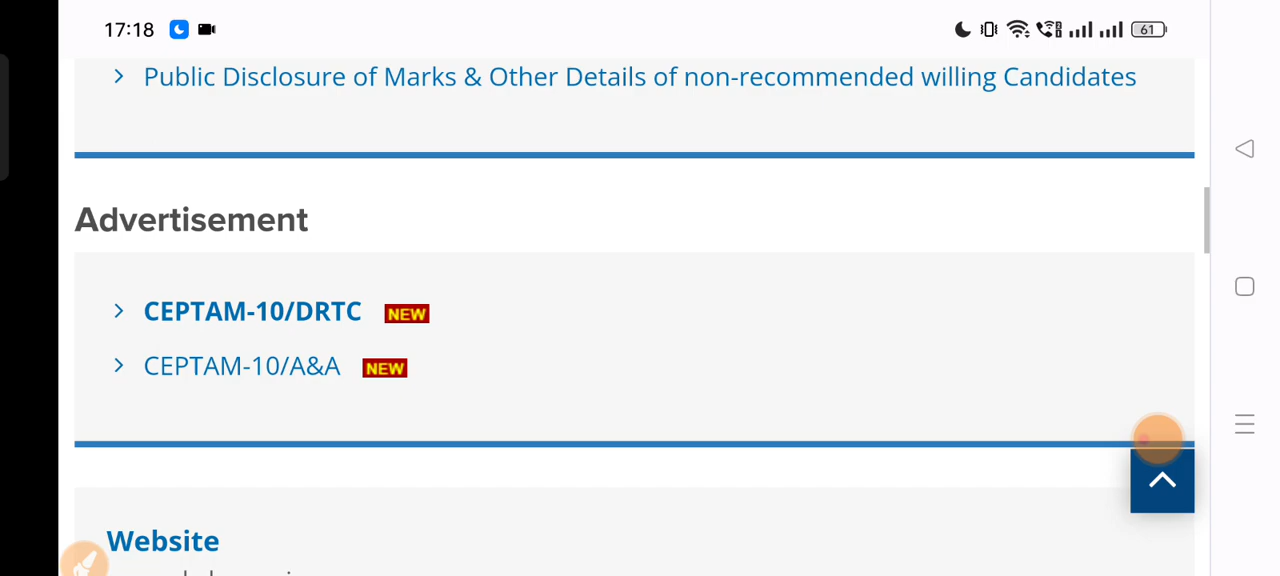 17:18
61
Public Disclosure of Marks & Other Details of non-recommended willing Candidates
Advertisement
CEPTAM-10/DRTC NEW
CEPTAM-10/A&A NEW
Website